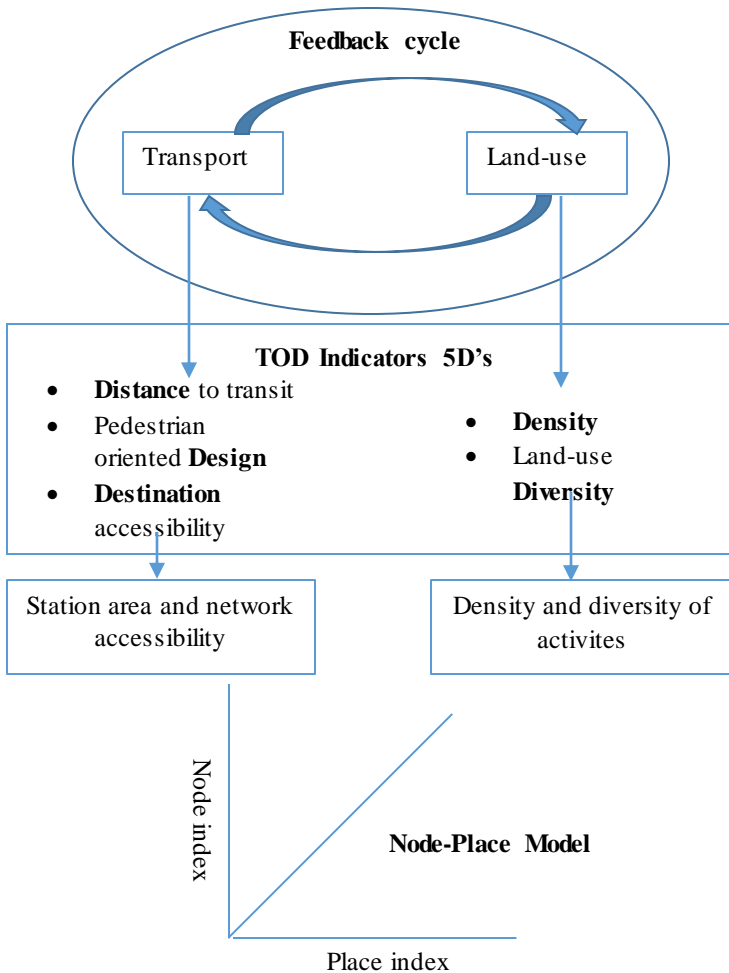 Feedback cycle
Transport
Land-use
TOD Indicators 5D's
• Distance to transit
• Pedestrian
oriented Design
• Destination
accessibility
• Density
• Land-use
Diversity
Station area and network
accessibility
Density and diversity of
activites
Node index
Node-Place Model
Place index